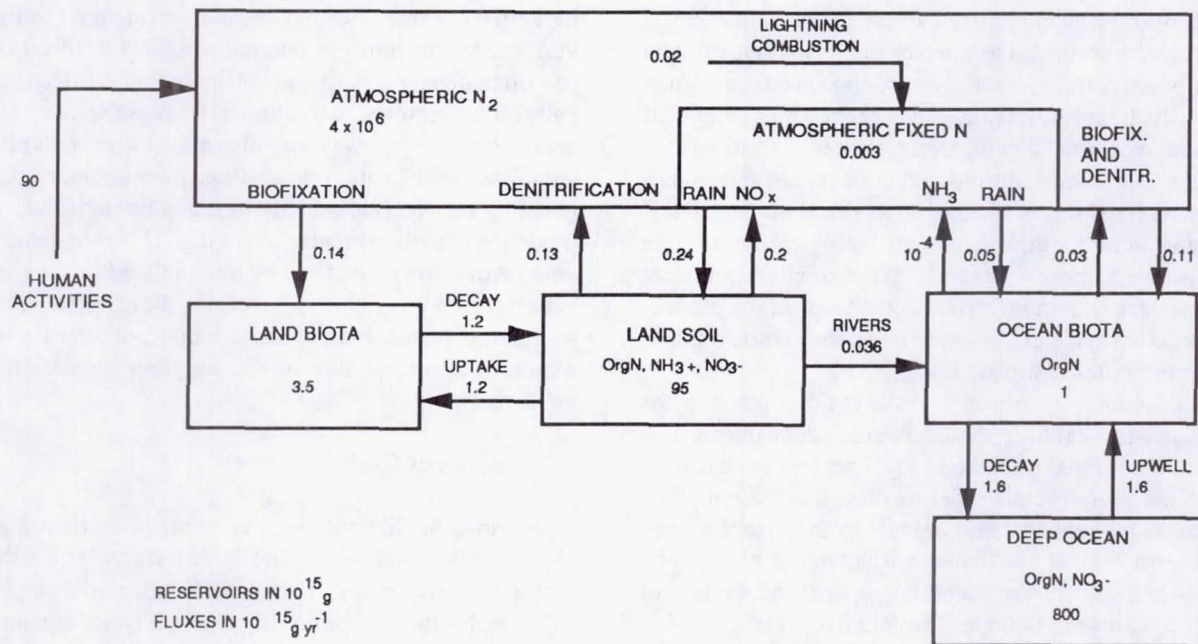 LIGHTNING
COMBUSTION
0.02
ATMOSPHERIC N2
4 x 10^6
ATMOSPHERIC FIXED N
0.003
BIOFIX.
AND
DENITR.
90
BIOFIXATION
DENITRIFICATION
RAIN NOx
NH3 RAIN
HUMAN
ACTIVITIES
0.14
0.13
0.24
0.2
10^-4
0.05
0.03
0.11
LAND BIOTA
3.5
DECAY
1.2
UPTAKE
1.2
LAND SOIL
OrgN, NH3+, NO3-
95
RIVERS
0.036
OCEAN BIOTA
OrgN
1
DECAY
1.6
UPWELL
1.6
DEEP OCEAN
OrgN, NO3-
800
RESERVOIRS IN 10^15 g
FLUXES IN 10^15 g yr^-1